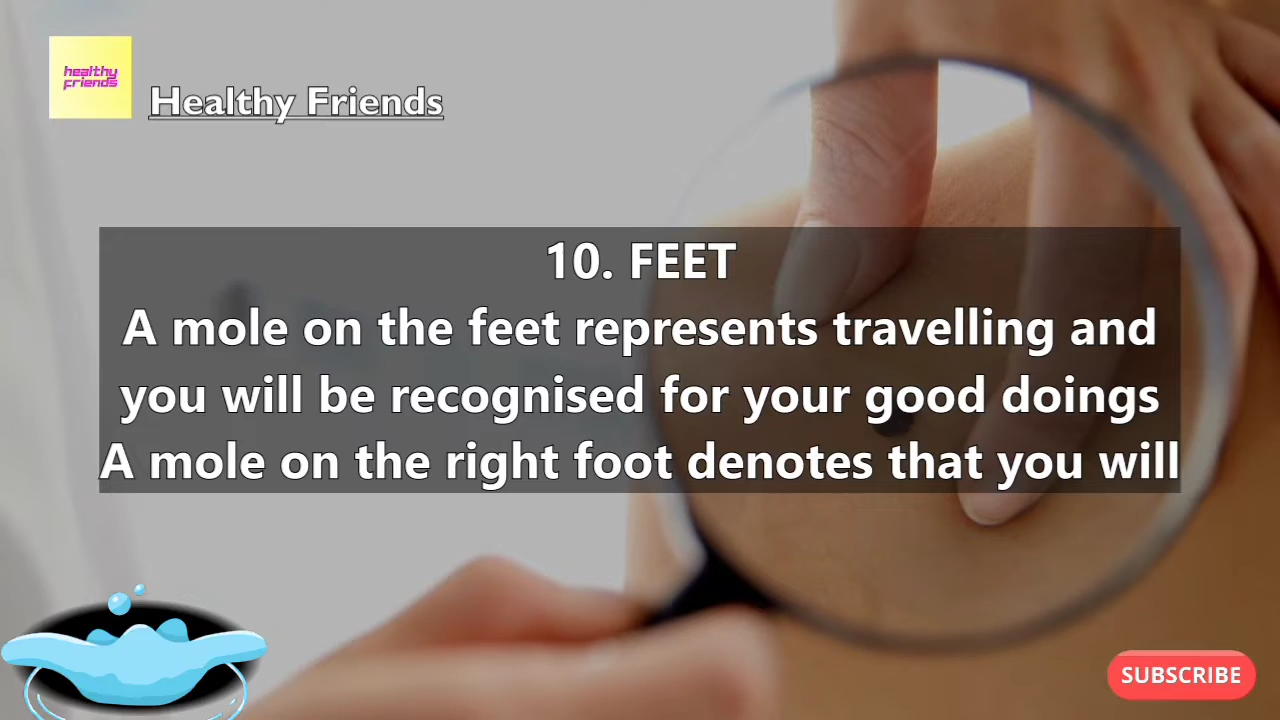 healthy
friends
Healthy Friends
10. FEET
A mole on the feet represents travelling and
you will be recognised for your good doings
A mole on the right foot denotes that you will
SUBSCRIBE